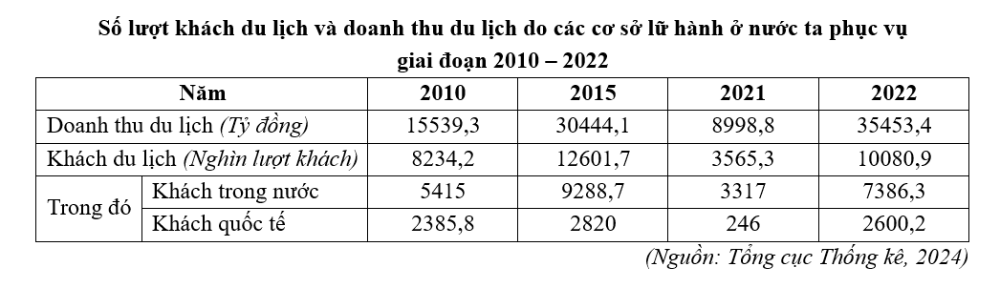 Số lượt khách du lịch và doanh thu du lịch do các cơ sở lữ hành ở nước ta phục vụ
giai đoạn 2010 – 2022
Năm 2010 2015 2021 2022
Doanh thu du lịch (Tỷ đồng) 15539,3 30444,1 8998,8 35453,4
Khách du lịch (Nghìn lượt khách) 8234,2 12601,7 3565,3 10080,9
Trong đó Khách trong nước 5415 9288,7 3317 7386,3
Khách quốc tế 2385,8 2820 246 2600,2
(Nguồn: Tổng cục Thống kê, 2024)